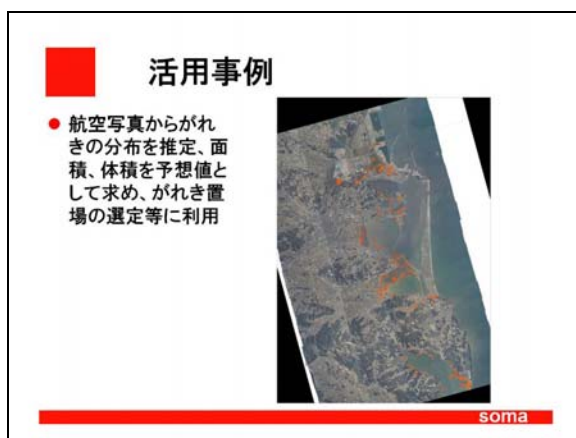 活用事例
航空写真からがれ
きの分布を推定、面
積、体積を予想値と
して求め、がれき置
場の選定等に利用
soma